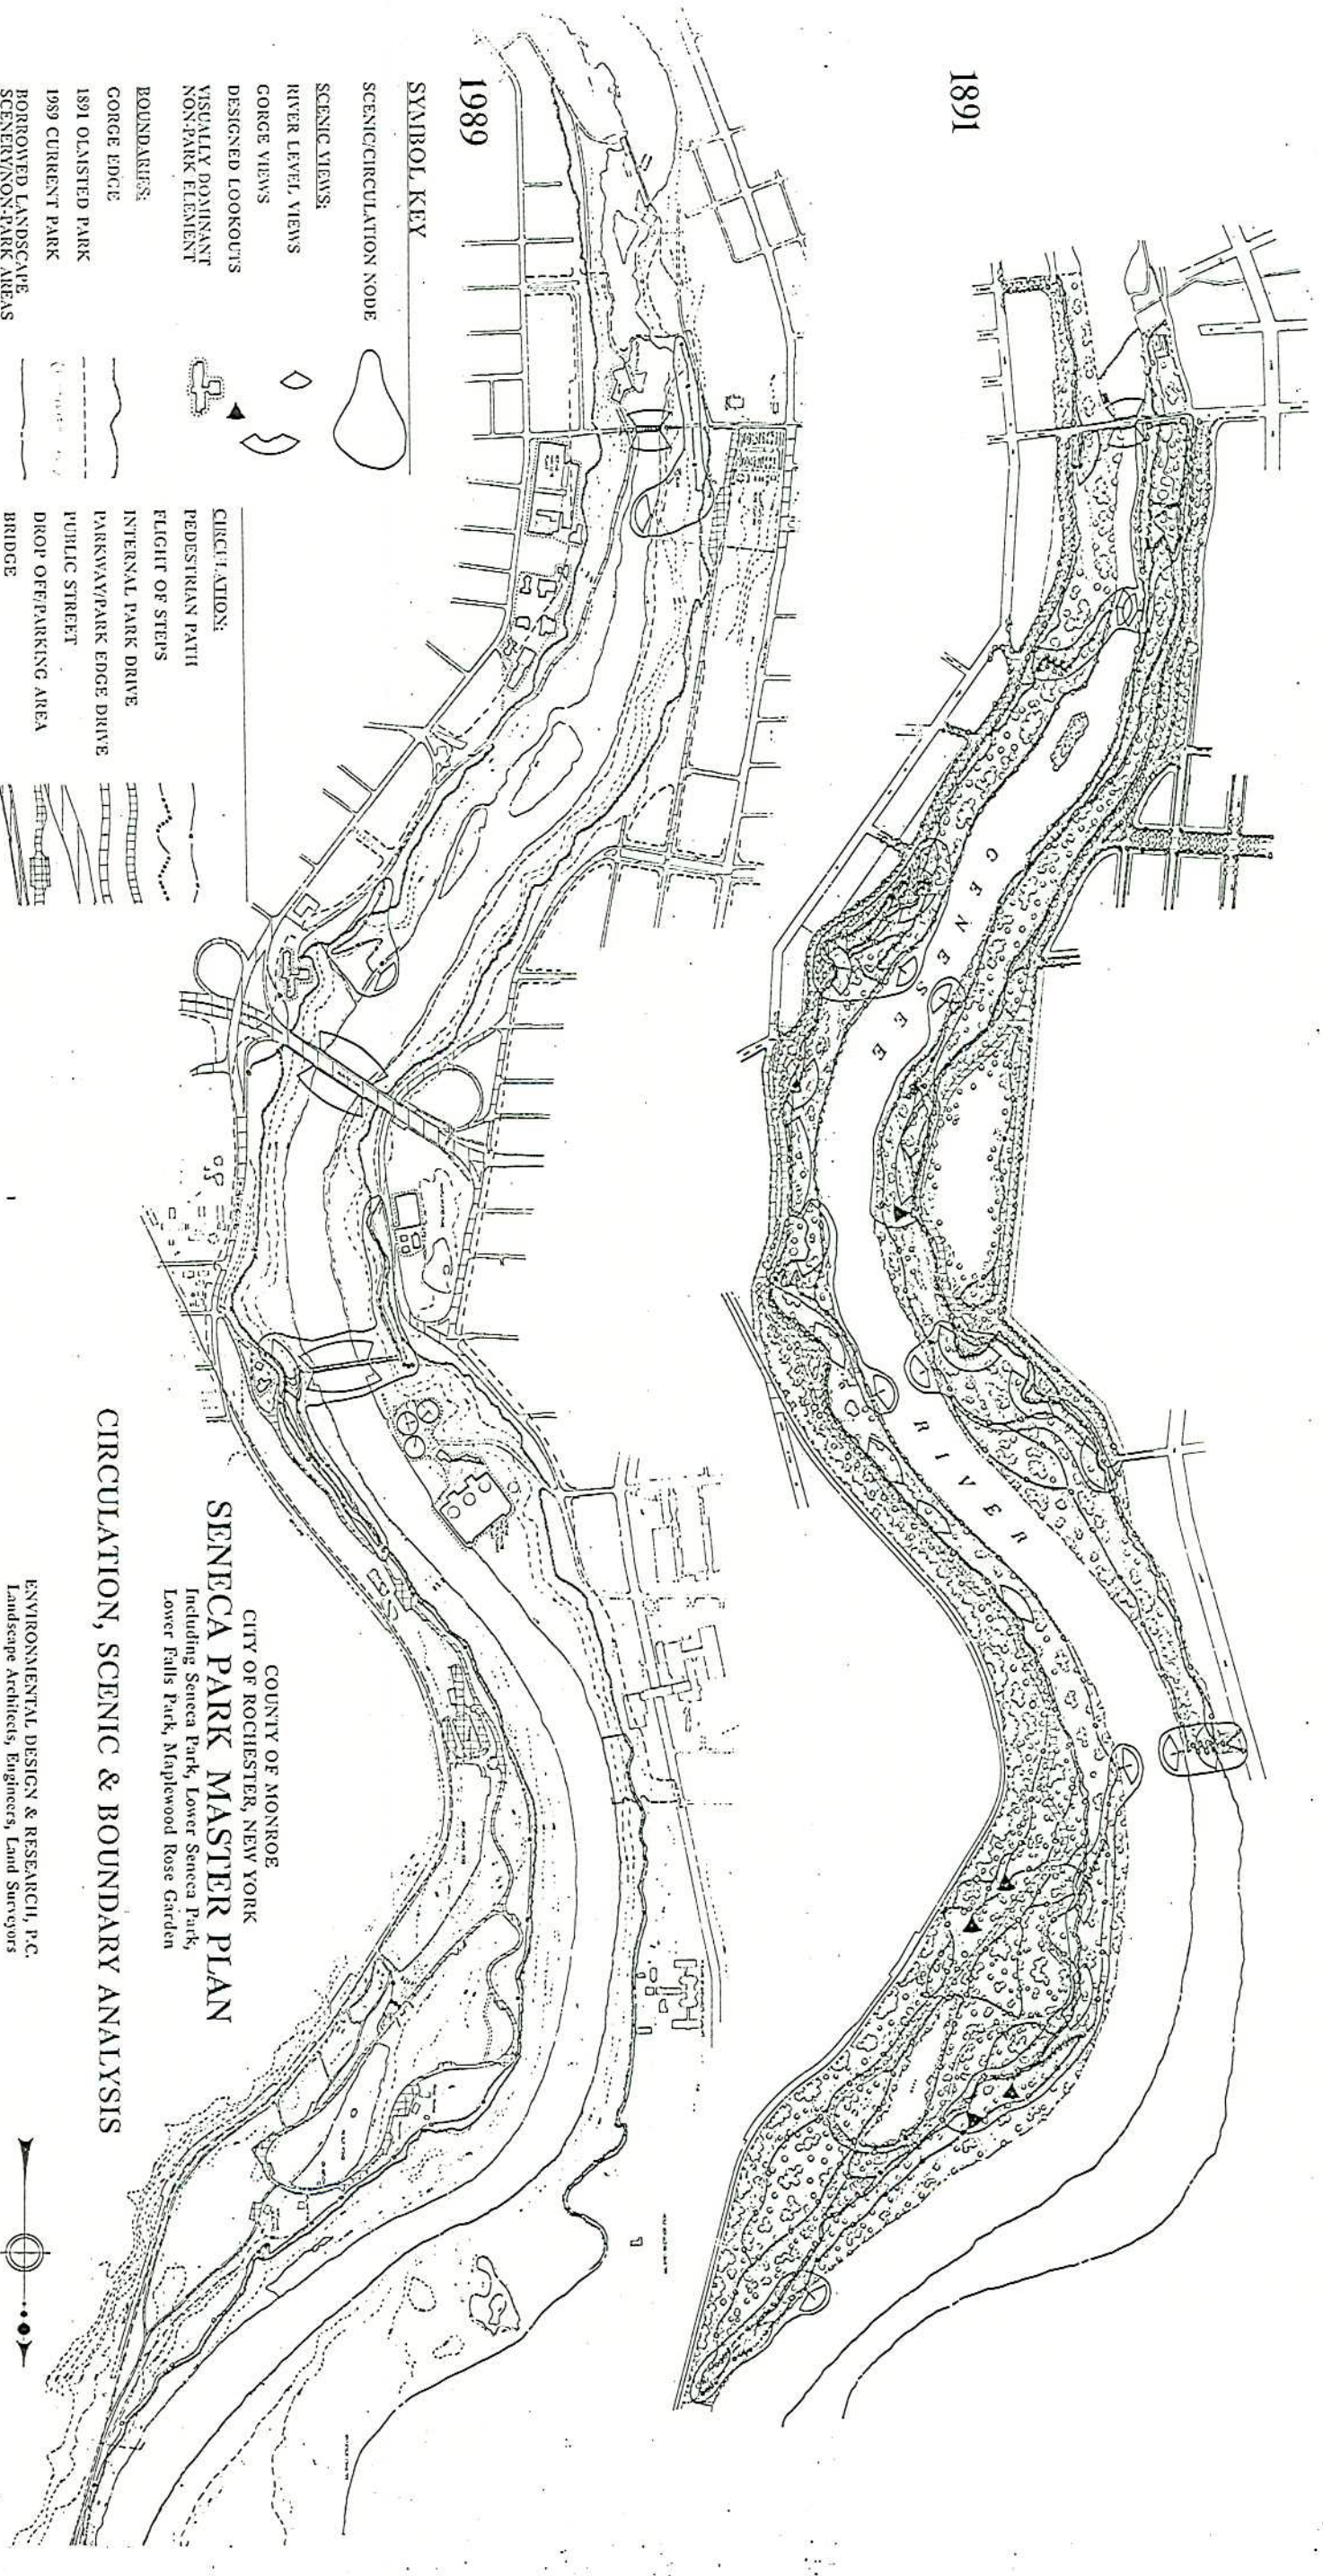 1891
GENESEE
RIVER
1989
SYMBOL KEY
SCENIC/CIRCULATION NODE
SCENIC VIEWS:
RIVER LEVEL VIEWS
GORGE VIEWS
DESIGNED LOOKOUTS
VISUALLY DOMINANT
NON-PARK ELEMENT
BOUNDARIES:
GORGE EDGE
1891 OLMSTED PARK
1989 CURRENT PARK
BORROWED LANDSCAPE
SCENERY/NON-PARK AREAS
CIRCULATION:
PEDESTRIAN PATH
FLIGHT OF STEPS
INTERNAL PARK DRIVE
PARKWAY/PARK EDGE DRIVE
PUBLIC STREET
DROP OFF/PARKING AREA
BRIDGE
COUNTY OF MONROE
CITY OF ROCHESTER, NEW YORK
SENECA PARK MASTER PLAN
Including Seneca Park, Lower Seneca Park,
Lower Falls Park, Maplewood Rose Garden
CIRCULATION, SCENIC & BOUNDARY ANALYSIS
ENVIRONMENTAL DESIGN & RESEARCH, P.C.
Landscape Architects, Engineers, Land Surveyors